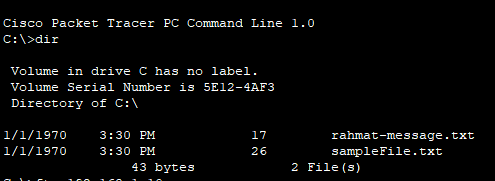 Cisco Packet Tracer PC Command Line 1.0
C:\>dir
Volume in drive C has no label.
Volume Serial Number is 5E12-4AF3
Directory of C:\
1/1/1970 3:30 PM 17 rahmat-message.txt
1/1/1970 3:30 PM 26 sampleFile.txt
43 bytes 2 File(s)